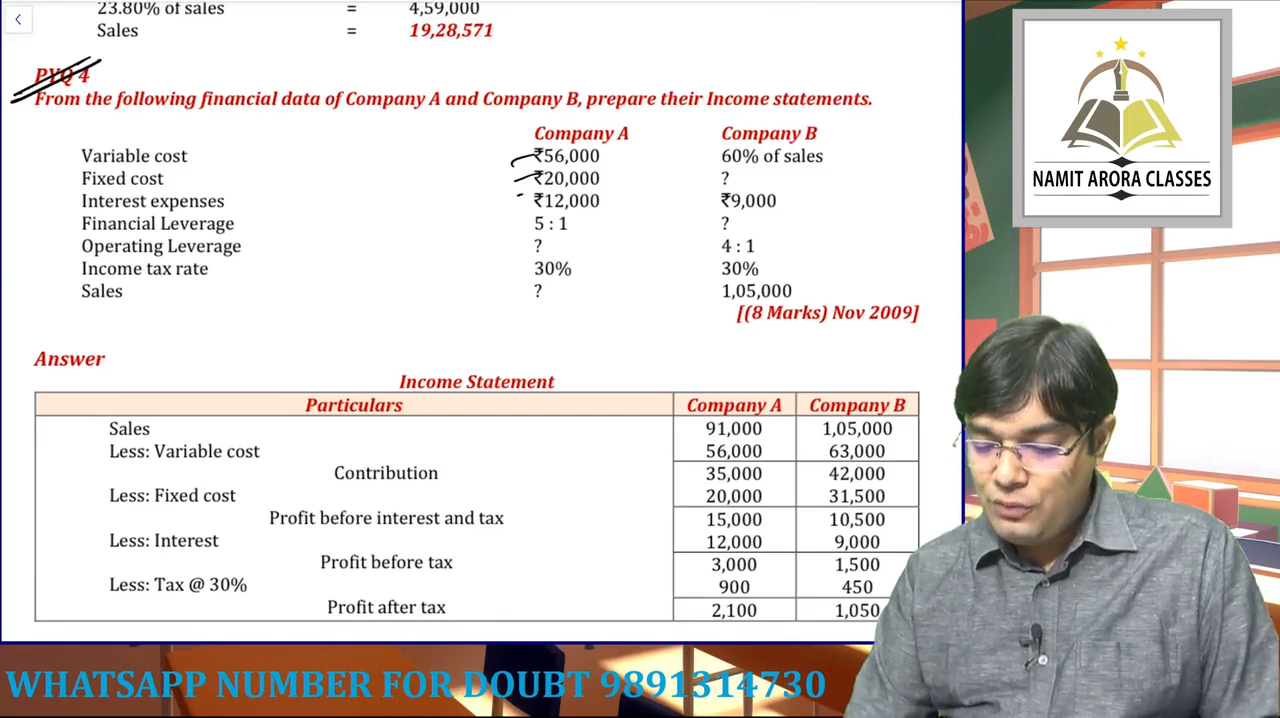 23.80% of sales = 4,59,000
Sales = 19,28,571
PYQ 4
From the following financial data of Company A and Company B, prepare their Income statements.
Company A Company B
Variable cost ₹56,000 60% of sales
Fixed cost ₹20,000 ?
Interest expenses ₹12,000 ₹9,000
Financial Leverage 5 : 1 ?
Operating Leverage ? 4 : 1
Income tax rate 30% 30%
Sales ? 1,05,000
[(8 Marks) Nov 2009]
Answer
Income Statement
Particulars Company A Company B
Sales 91,000 1,05,000
Less: Variable cost 56,000 63,000
Contribution 35,000 42,000
Less: Fixed cost 20,000 31,500
Profit before interest and tax 15,000 10,500
Less: Interest 12,000 9,000
Profit before tax 3,000 1,500
Less: Tax @ 30% 900 450
Profit after tax 2,100 1,050
NAMIT ARORA CLASSES
WHATSAPP NUMBER FOR DOUBT 9891314730